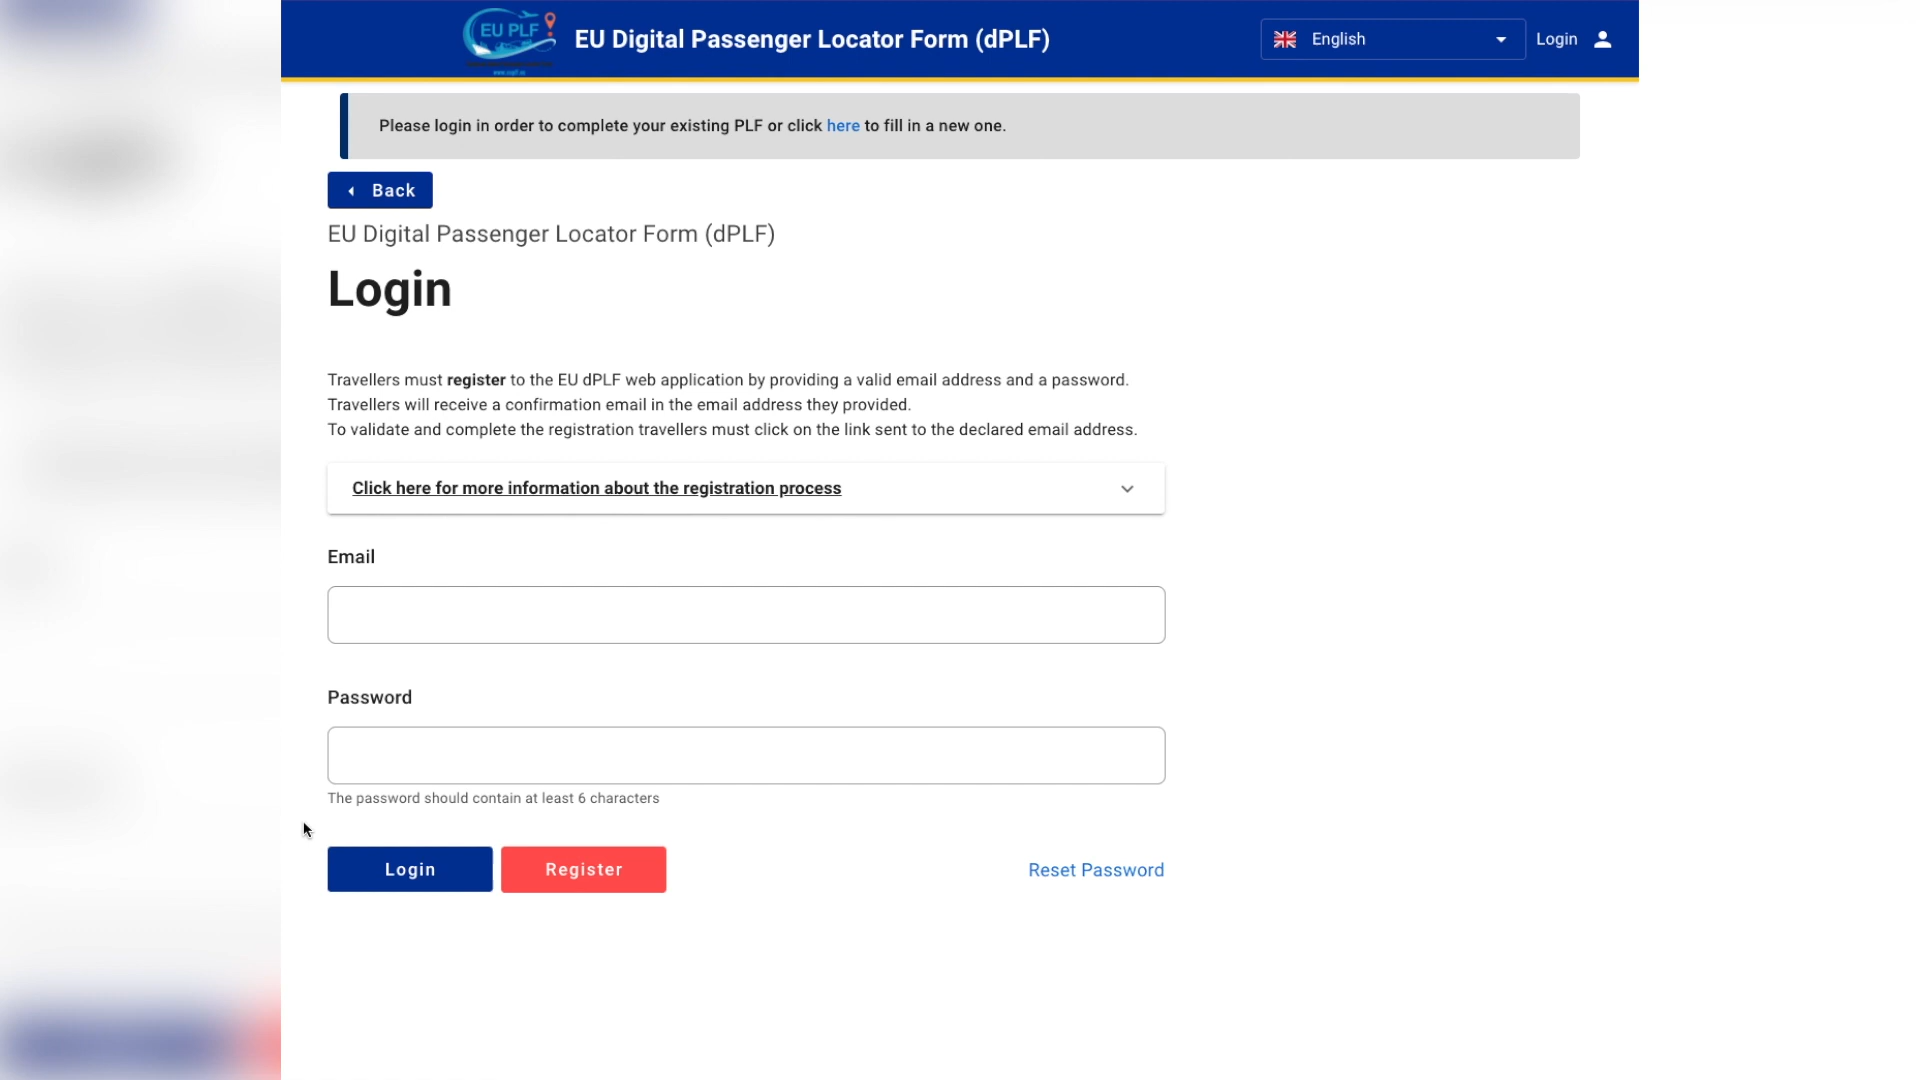 EU PLF
www.euplf.eu
EU Digital Passenger Locator Form (dPLF)
English
Login
Please login in order to complete your existing PLF or click here to fill in a new one.
Back
EU Digital Passenger Locator Form (dPLF)
Login
Travellers must register to the EU dPLF web application by providing a valid email address and a password.
Travellers will receive a confirmation email in the email address they provided.
To validate and complete the registration travellers must click on the link sent to the declared email address.
Click here for more information about the registration process
Email
Password
The password should contain at least 6 characters
Login
Register
Reset Password